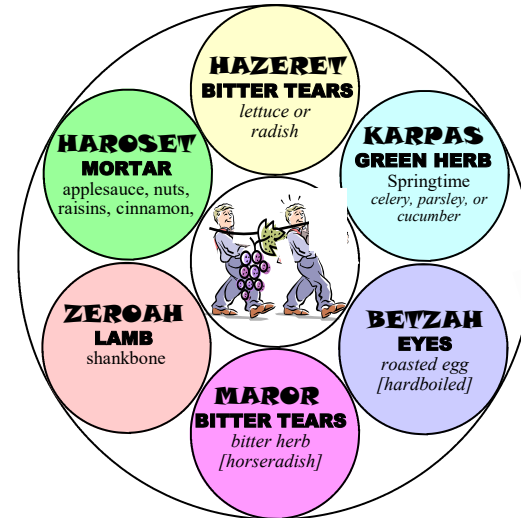 HAZERET
BITTER TEARS
lettuce or
radish
HAROSET
MORTAR
applesauce, nuts,
raisins, cinnamon,
KARPAS
GREEN HERB
Springtime
celery, parsley, or
cucumber
ZEROAH
LAMB
shankbone
BETZAH
EYES
roasted egg
[hardboiled]
MAROR
BITTER TEARS
bitter herb
[horseradish]